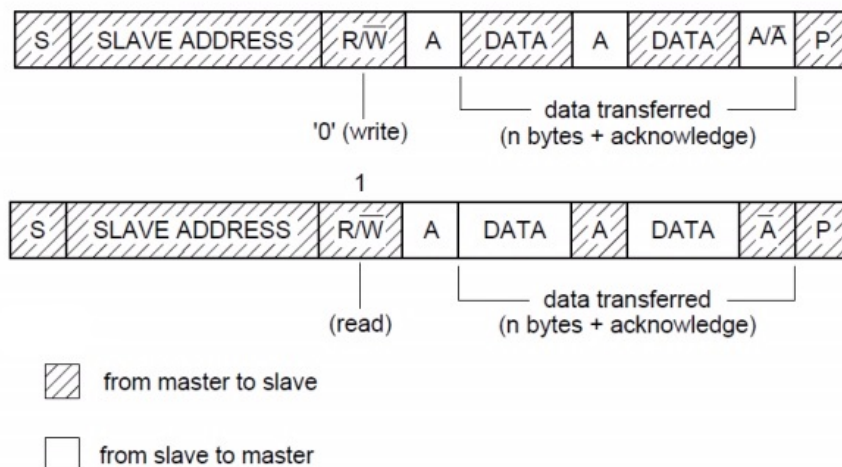 S SLAVE ADDRESS R/W̅ A DATA A DATA A/A̅ P
data transferred
'0' (write) (n bytes + acknowledge)
1
S SLAVE ADDRESS R/W̅ A DATA A DATA A̅ P
data transferred
(read) (n bytes + acknowledge)
from master to slave
from slave to master